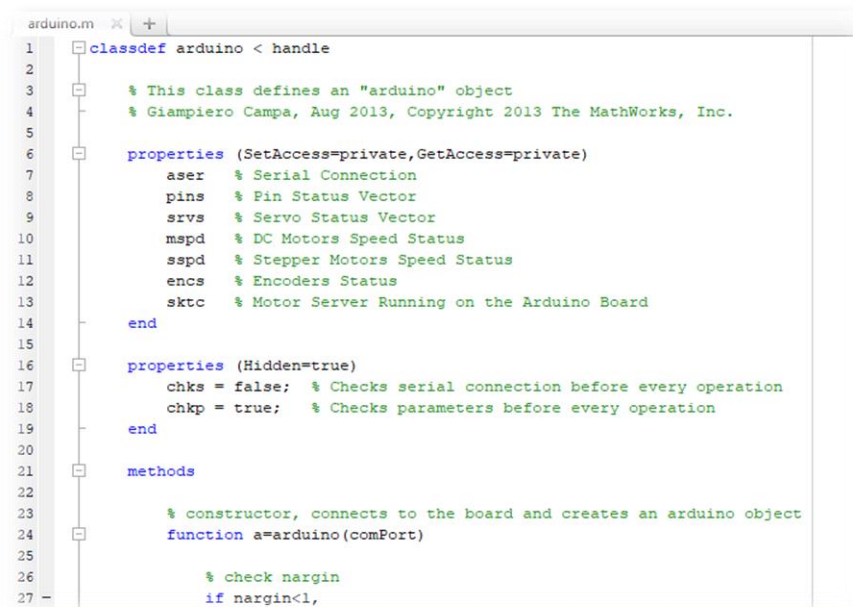 arduino.m × +
1 classdef arduino < handle
2
3 % This class defines an "arduino" object
4 % Giampiero Campa, Aug 2013, Copyright 2013 The MathWorks, Inc.
5
6 properties (SetAccess=private,GetAccess=private)
7 aser % Serial Connection
8 pins % Pin Status Vector
9 srvs % Servo Status Vector
10 mspd % DC Motors Speed Status
11 sspd % Stepper Motors Speed Status
12 encs % Encoders Status
13 sktc % Motor Server Running on the Arduino Board
14 end
15
16 properties (Hidden=true)
17 chks = false; % Checks serial connection before every operation
18 chkp = true; % Checks parameters before every operation
19 end
20
21 methods
22
23 % constructor, connects to the board and creates an arduino object
24 function a=arduino(comPort)
25
26 % check nargin
27 – if nargin<1,